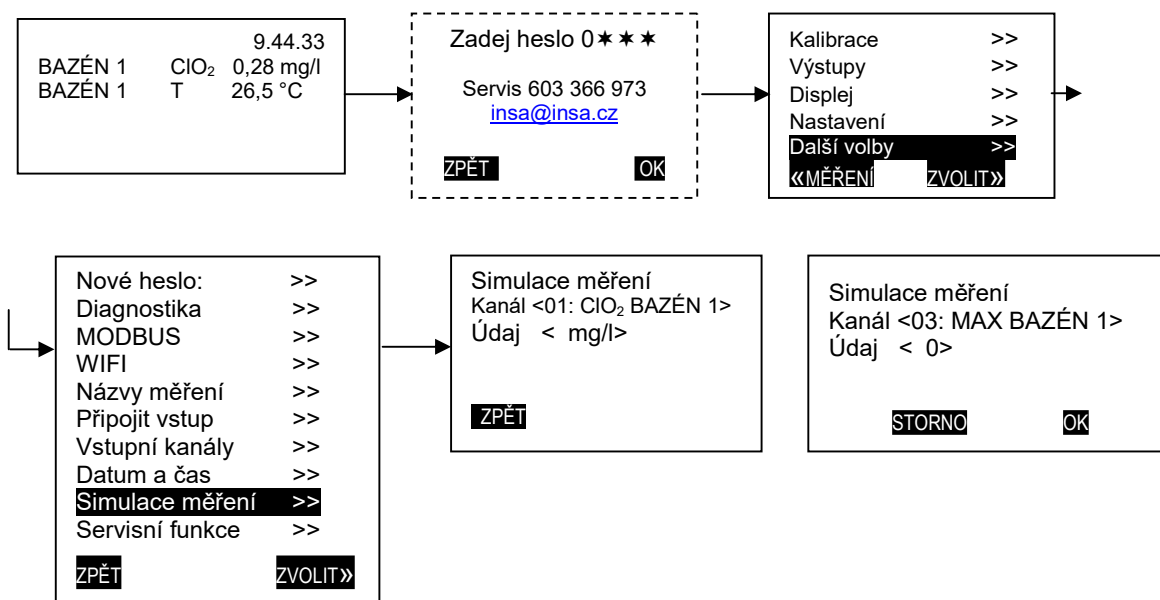 9.44.33
BAZÉN 1 ClO₂ 0,28 mg/l
BAZÉN 1 T 26,5 °C
Zadej heslo 0✶✶✶
Servis 603 366 973
insa@insa.cz
ZPĚT OK
Kalibrace >>
Výstupy >>
Displej >>
Nastavení >>
Další volby >>
«MĚŘENÍ ZVOLIT»
Nové heslo: >>
Diagnostika >>
MODBUS >>
WIFI >>
Názvy měření >>
Připojit vstup >>
Vstupní kanály >>
Datum a čas >>
Simulace měření >>
Servisní funkce >>
ZPĚT ZVOLIT»
Simulace měření
Kanál <01: ClO₂ BAZÉN 1>
Údaj < mg/l>
ZPĚT
Simulace měření
Kanál <03: MAX BAZÉN 1>
Údaj < 0>
STORNO OK